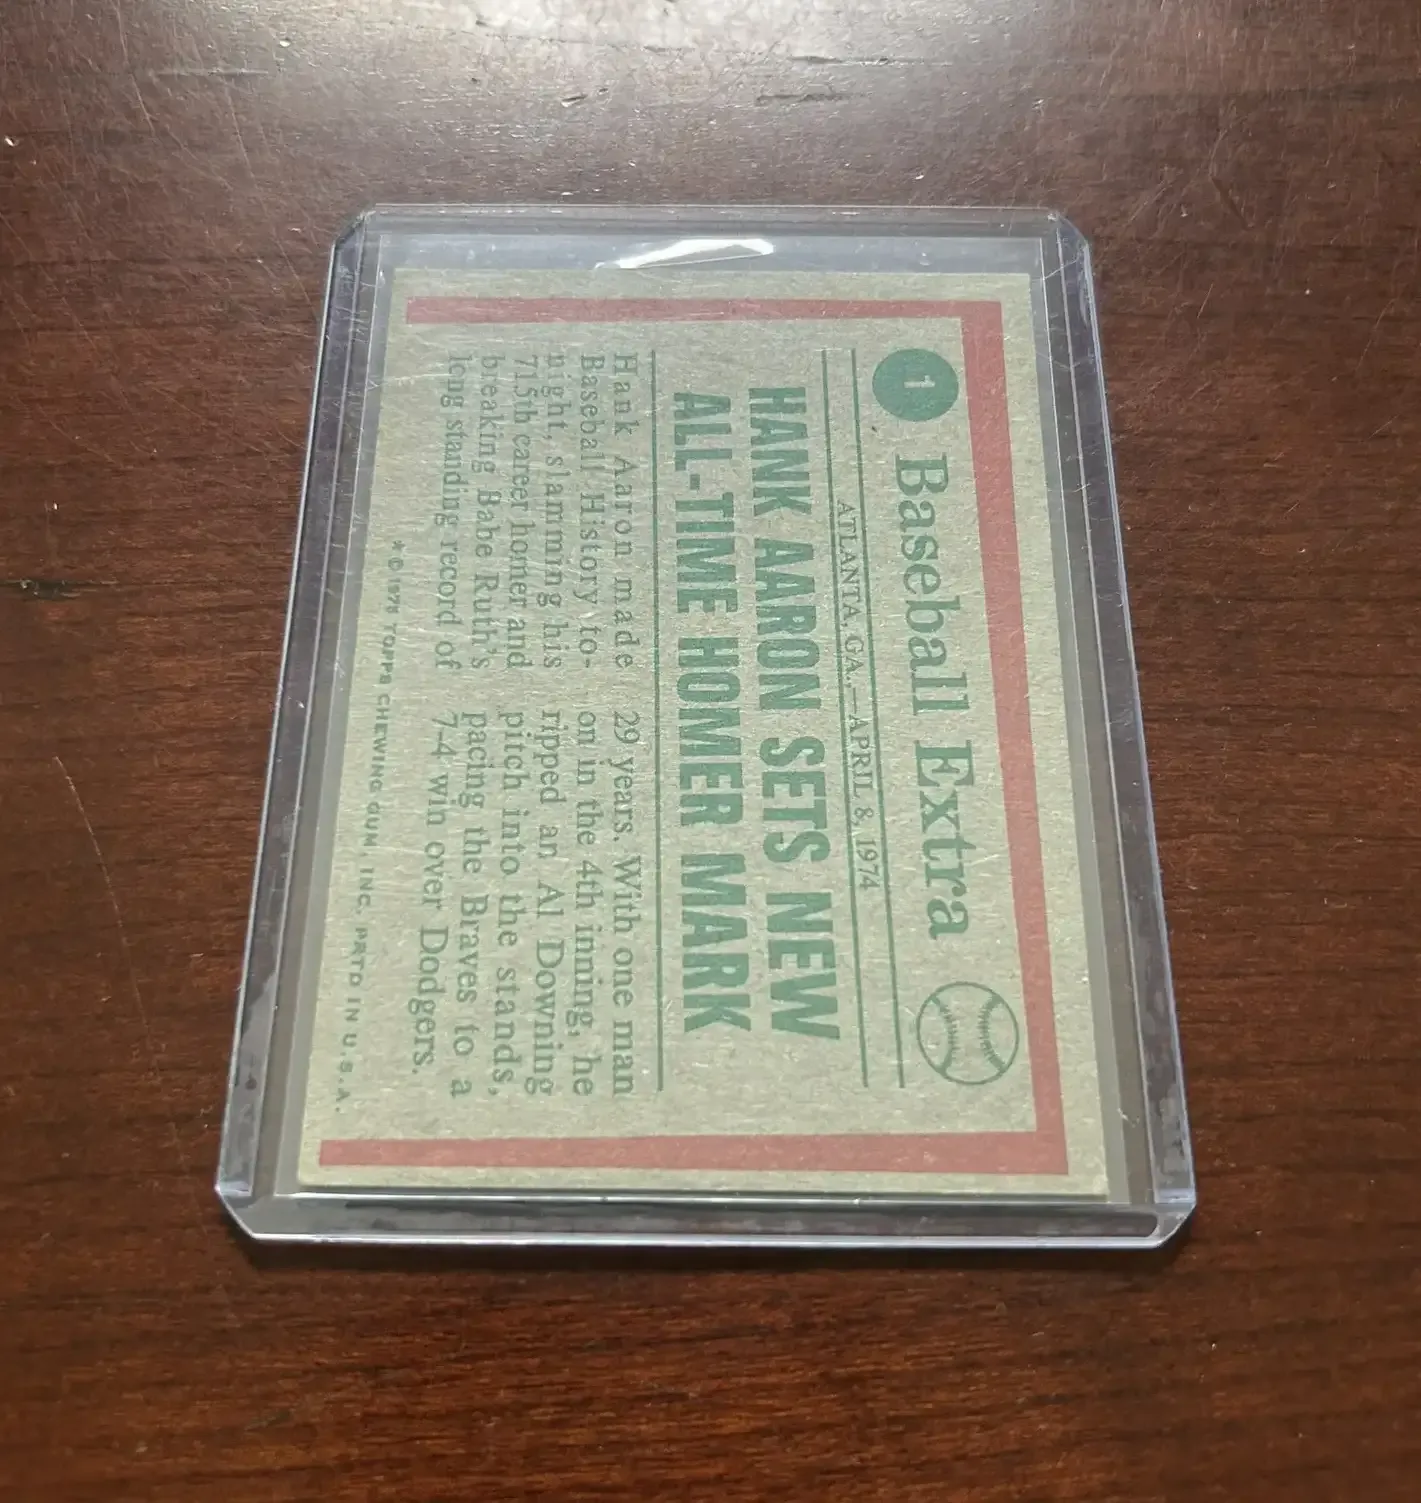 1 Baseball Extra
ATLANTA, GA.—APRIL 8, 1974
HANK AARON SETS NEW
ALL-TIME HOMER MARK
Hank Aaron made
Baseball History to-
night, slamming his
715th career homer and
breaking Babe Ruth's
long standing record of
29 years. With one man
on in the 4th inning, he
ripped an Al Downing
pitch into the stands,
pacing the Braves to a
7-4 win over Dodgers.
* © 1975 TOPPS CHEWING GUM, INC. PRTD IN U.S.A.